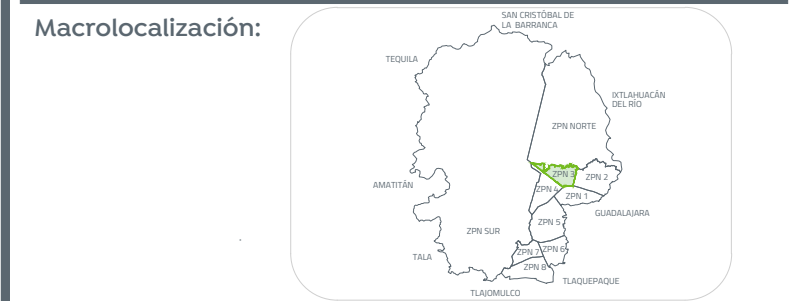 Macrolocalización:
SAN CRISTÓBAL DE
LA BARRANCA
TEQUILA
IXTLAHUACÁN
DEL RÍO
ZPN NORTE
ZPN 3
ZPN 2
AMATITÁN
ZPN 4
ZPN 1
GUADALAJARA
ZPN 5
ZPN SUR
ZPN 7
ZPN 6
TALA
ZPN 8
TLAQUEPAQUE
TLAJOMULCO